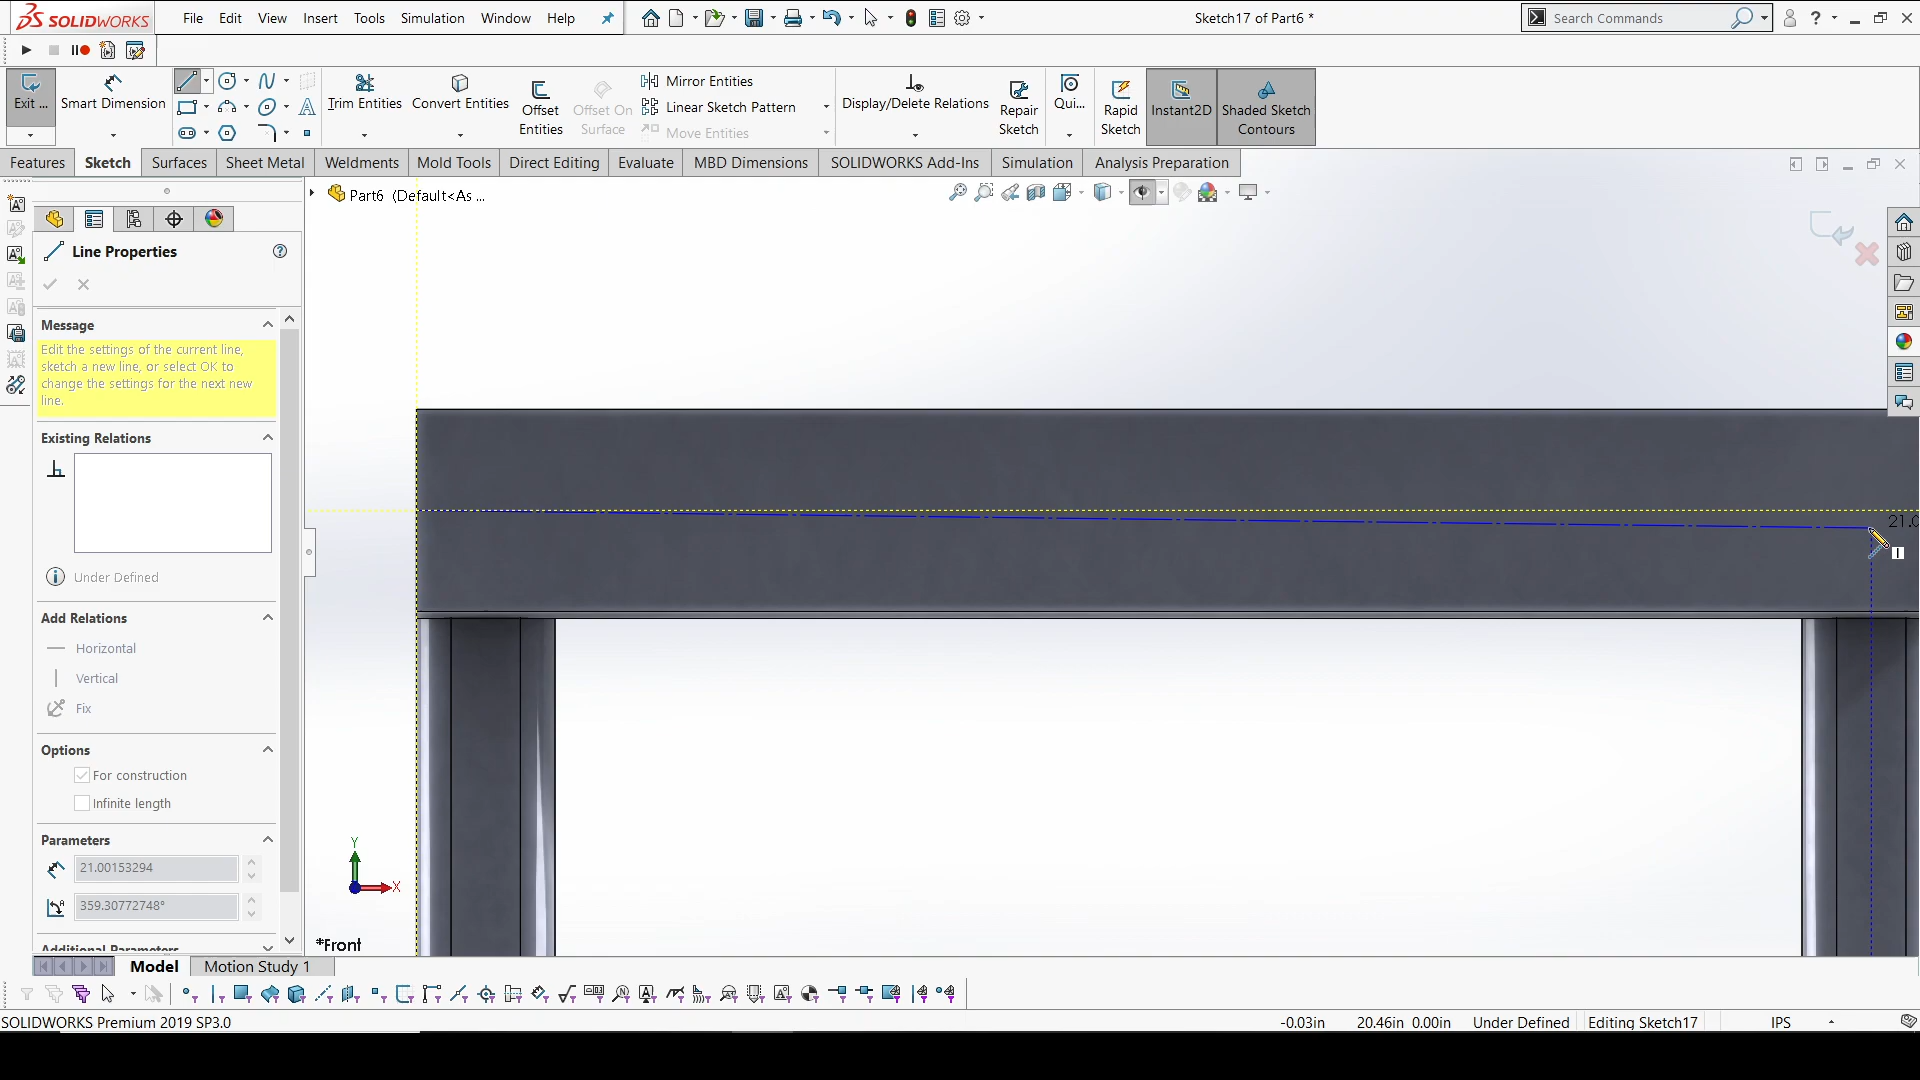 SOLIDWORKS
File Edit View Insert Tools Simulation Window Help
Sketch17 of Part6 *
Search Commands
Exit ...
Smart Dimension
Trim Entities
Convert Entities
Offset Entities
Offset On Surface
Mirror Entities
Linear Sketch Pattern
Move Entities
Display/Delete Relations
Repair Sketch
Qui...
Rapid Sketch
Instant2D
Shaded Sketch Contours
Features Sketch Surfaces Sheet Metal Weldments Mold Tools Direct Editing Evaluate MBD Dimensions SOLIDWORKS Add-Ins Simulation Analysis Preparation
Part6 (Default<As ...
Line Properties
Message
Edit the settings of the current line,
sketch a new line, or select OK to
change the settings for the next new
line.
Existing Relations
Under Defined
Add Relations
Horizontal
Vertical
Fix
Options
For construction
Infinite length
Parameters
21.00153294
359.30772748°
Additional Parameters
21.0
Y
X
*Front
Model Motion Study 1
SOLIDWORKS Premium 2019 SP3.0
-0.03in 20.46in 0.00in Under Defined Editing Sketch17 IPS